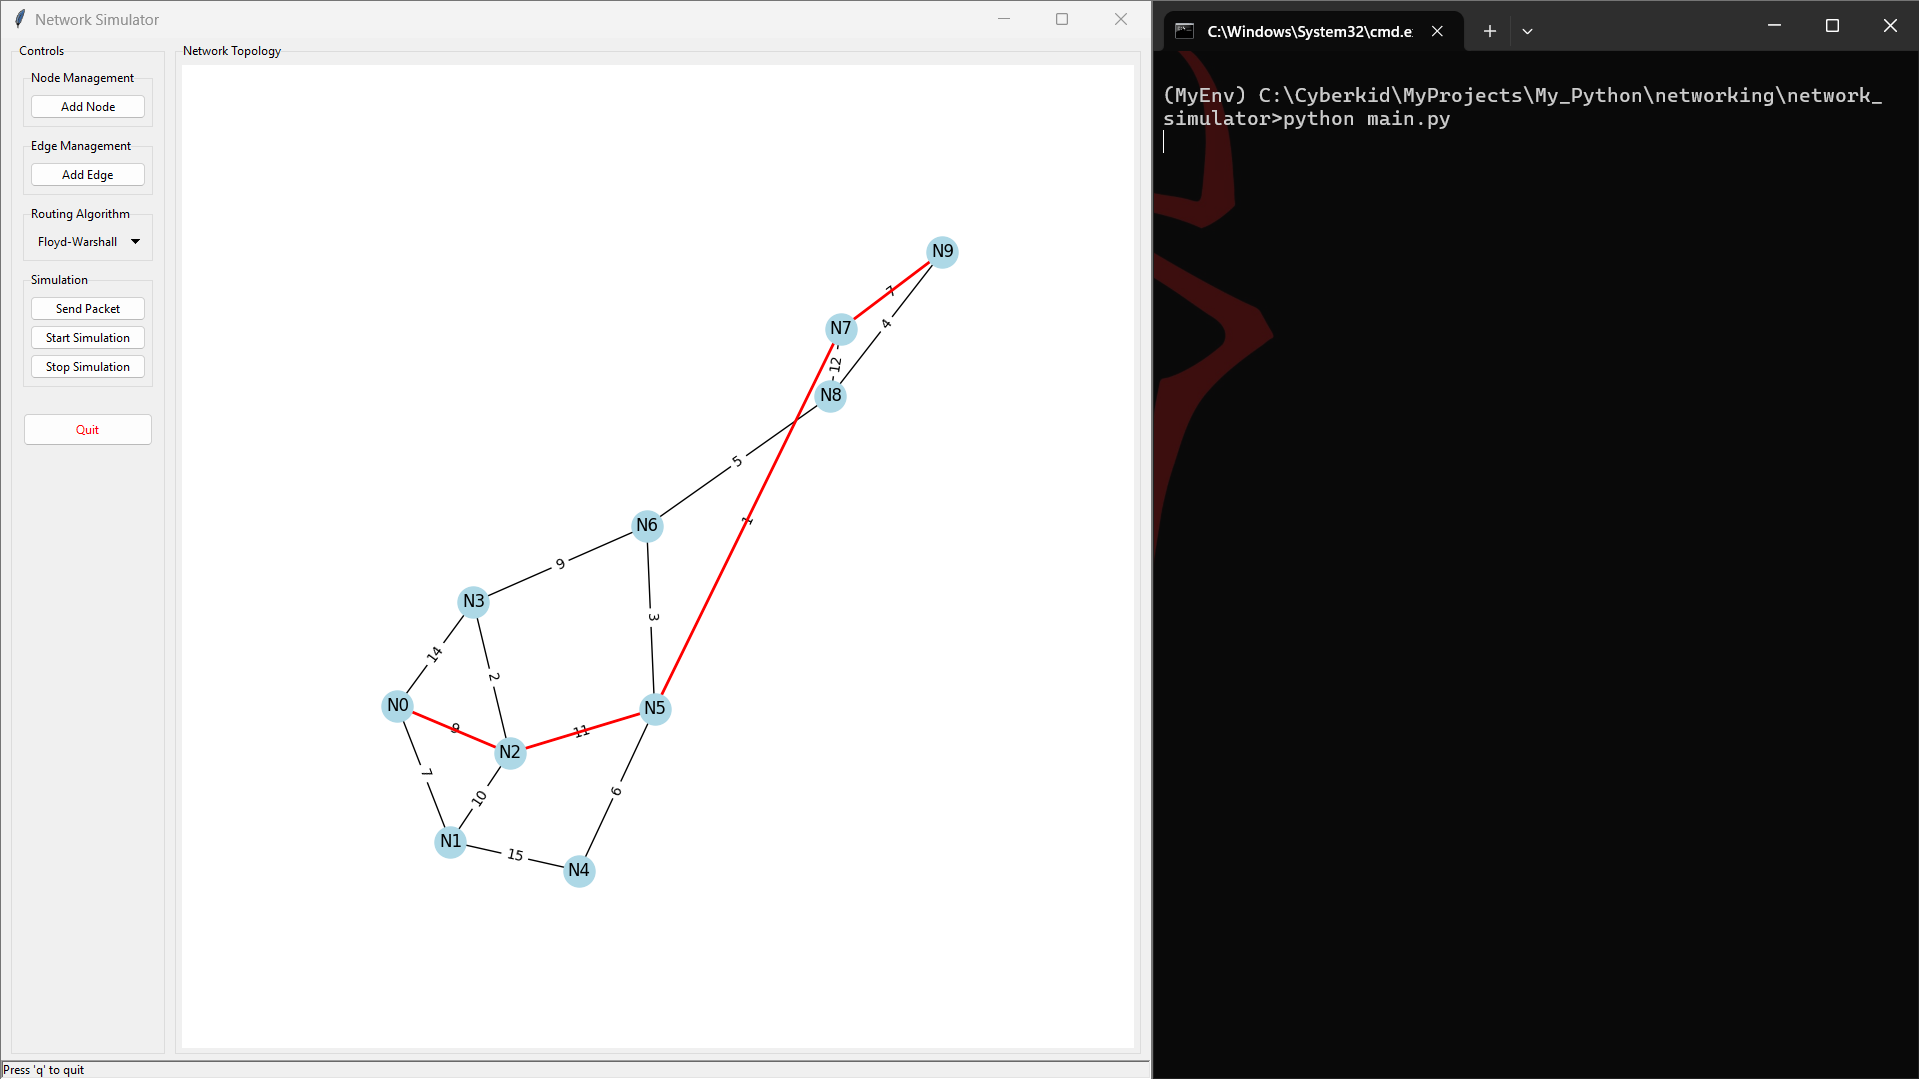 Network Simulator
Controls
Node Management
Add Node
Edge Management
Add Edge
Routing Algorithm
Floyd-Warshall
Simulation
Send Packet
Start Simulation
Stop Simulation
Quit
Network Topology
N9
7
N7
4
12
N8
5
1
N6
9
3
N3
14
2
N0
9
11
N5
N2
7
10
6
N1
15
N4
Press 'q' to quit
C:\Windows\System32\cmd.e
(MyEnv) C:\Cyberkid\MyProjects\My_Python\networking\network_
simulator>python main.py